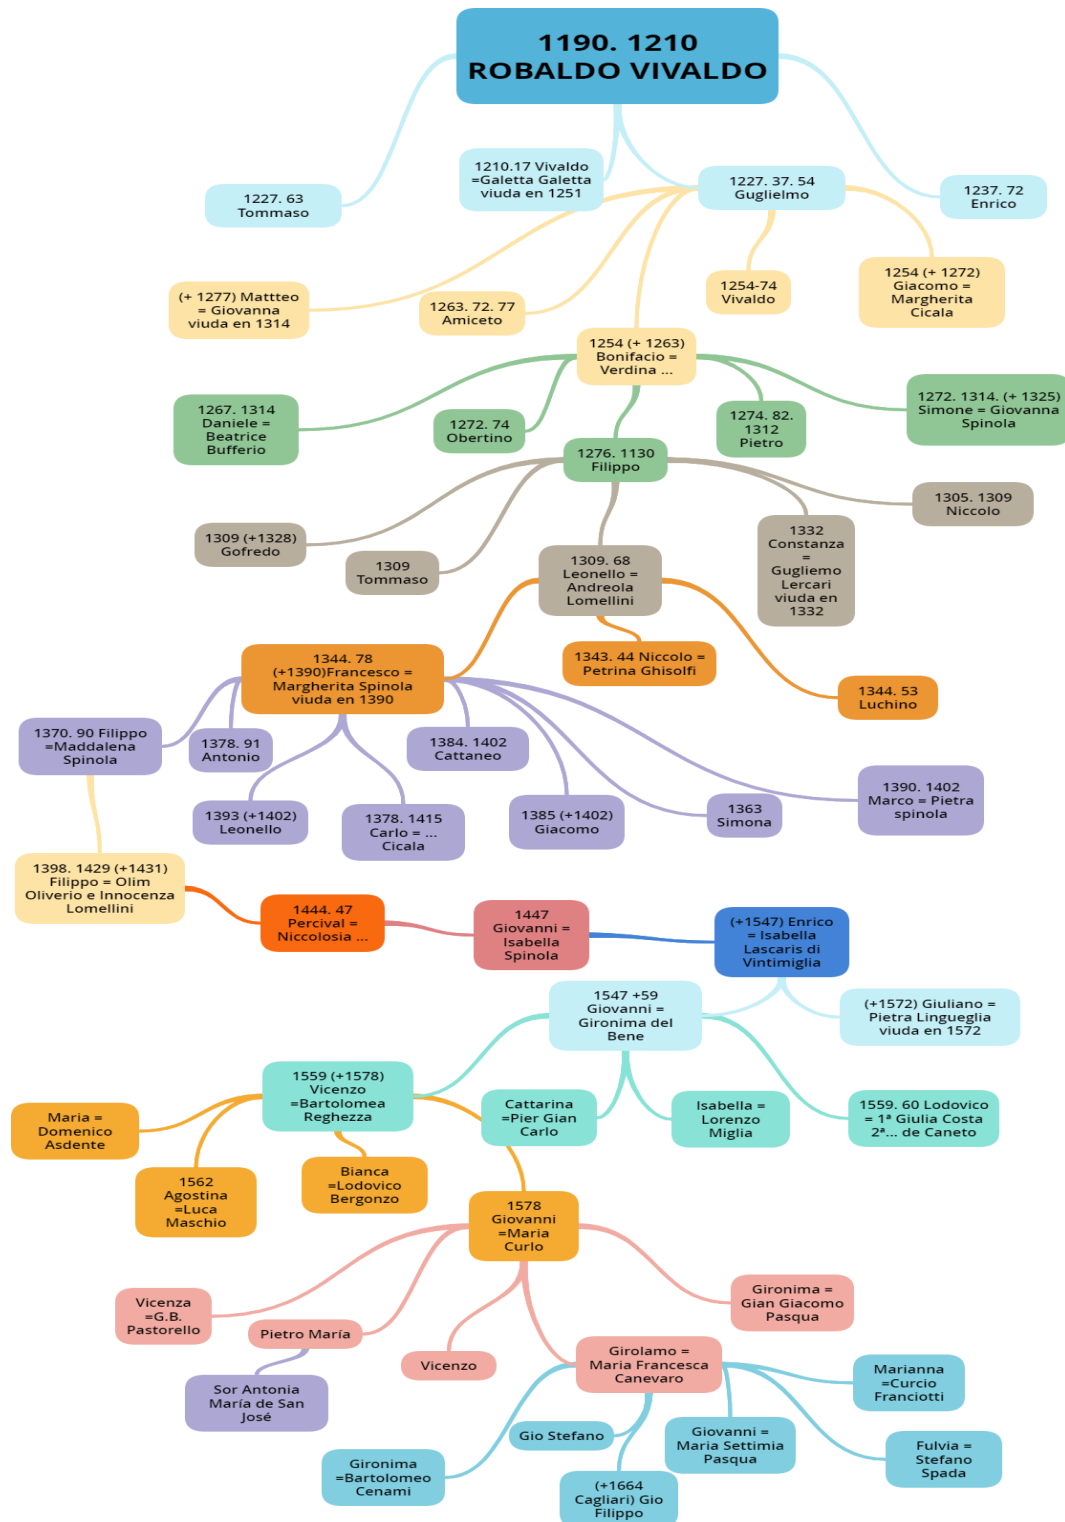 1190. 1210
ROBALDO VIVALDO
1227. 63
Tommaso
1210.17 Vivaldo
=Galetta Galetta
viuda en 1251
1227. 37. 54
Guglielmo
1237. 72
Enrico
(+ 1277) Mattteo
= Giovanna
viuda en 1314
1263. 72. 77
Amiceto
1254-74
Vivaldo
1254 (+ 1272)
Giacomo =
Margherita
Cicala
1254 (+ 1263)
Bonifacio =
Verdina ...
1267. 1314
Daniele =
Beatrice
Bufferio
1272. 74
Obertino
1274. 82.
1312
Pietro
1272. 1314. (+ 1325)
Simone = Giovanna
Spinola
1276. 1130
Filippo
1309 (+1328)
Gofredo
1309
Tommaso
1309. 68
Leonello =
Andreola
Lomellini
1332
Constanza
=
Gugliemo
Lercari
viuda en
1332
1305. 1309
Niccolo
1344. 78
(+1390)Francesco =
Margherita Spinola
viuda en 1390
1343. 44 Niccolo =
Petrina Ghisolfi
1344. 53
Luchino
1370. 90 Filippo
=Maddalena
Spinola
1378. 91
Antonio
1384. 1402
Cattaneo
1393 (+1402)
Leonello
1378. 1415
Carlo = ...
Cicala
1385 (+1402)
Giacomo
1363
Simona
1390. 1402
Marco = Pietra
spinola
1398. 1429 (+1431)
Filippo = Olim
Oliverio e Innocenza
Lomellini
1444. 47
Percival =
Niccolosia ...
1447
Giovanni =
Isabella
Spinola
(+1547) Enrico
= Isabella
Lascaris di
Vintimiglia
1547 +59
Giovanni =
Gironima del
Bene
(+1572) Giuliano =
Pietra Lingueglia
viuda en 1572
1559 (+1578)
Vicenzo
=Bartolomea
Reghezza
Cattarina
=Pier Gian
Carlo
Isabella =
Lorenzo
Miglia
1559. 60 Lodovico
= 1ª Giulia Costa
2ª... de Caneto
Maria =
Domenico
Asdente
1562
Agostina
=Luca
Maschio
Bianca
=Lodovico
Bergonzo
1578
Giovanni
=Maria
Curlo
Vicenza
=G.B.
Pastorello
Pietro María
Vicenzo
Girolamo =
Maria Francesca
Canevaro
Gironima =
Gian Giacomo
Pasqua
Sor Antonia
María de San
José
Gironima
=Bartolomeo
Cenami
Gio Stefano
(+1664
Cagliari) Gio
Filippo
Giovanni =
Maria Settimia
Pasqua
Marianna
=Curcio
Franciotti
Fulvia =
Stefano
Spada